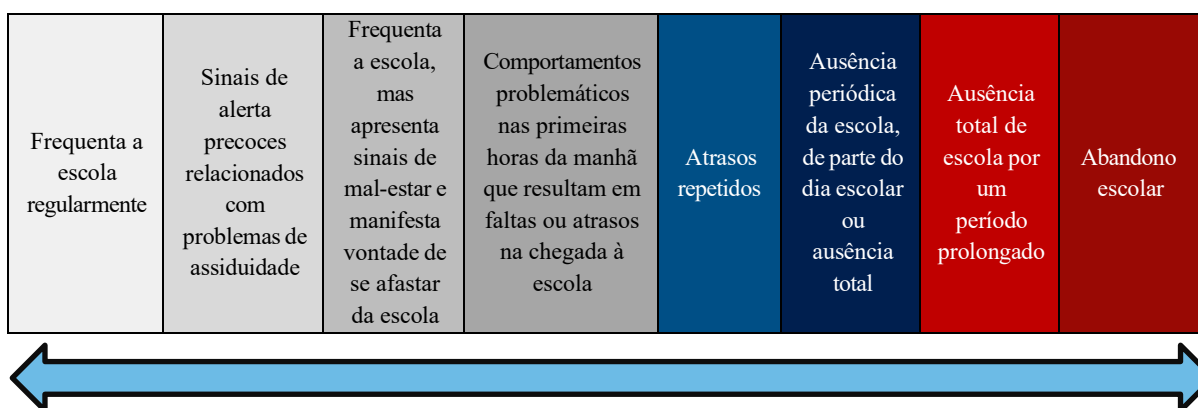 Frequenta a
escola
regularmente
Sinais de
alerta
precoces
relacionados
com
problemas de
assiduidade
Frequenta
a escola,
mas
apresenta
sinais de
mal-estar e
manifesta
vontade de
se afastar
da escola
Comportamentos
problemáticos
nas primeiras
horas da manhã
que resultam em
faltas ou atrasos
na chegada à
escola
Atrasos
repetidos
Ausência
periódica
da escola,
de parte do
dia escolar
ou
ausência
total
Ausência
total de
escola por
um
período
prolongado
Abandono
escolar